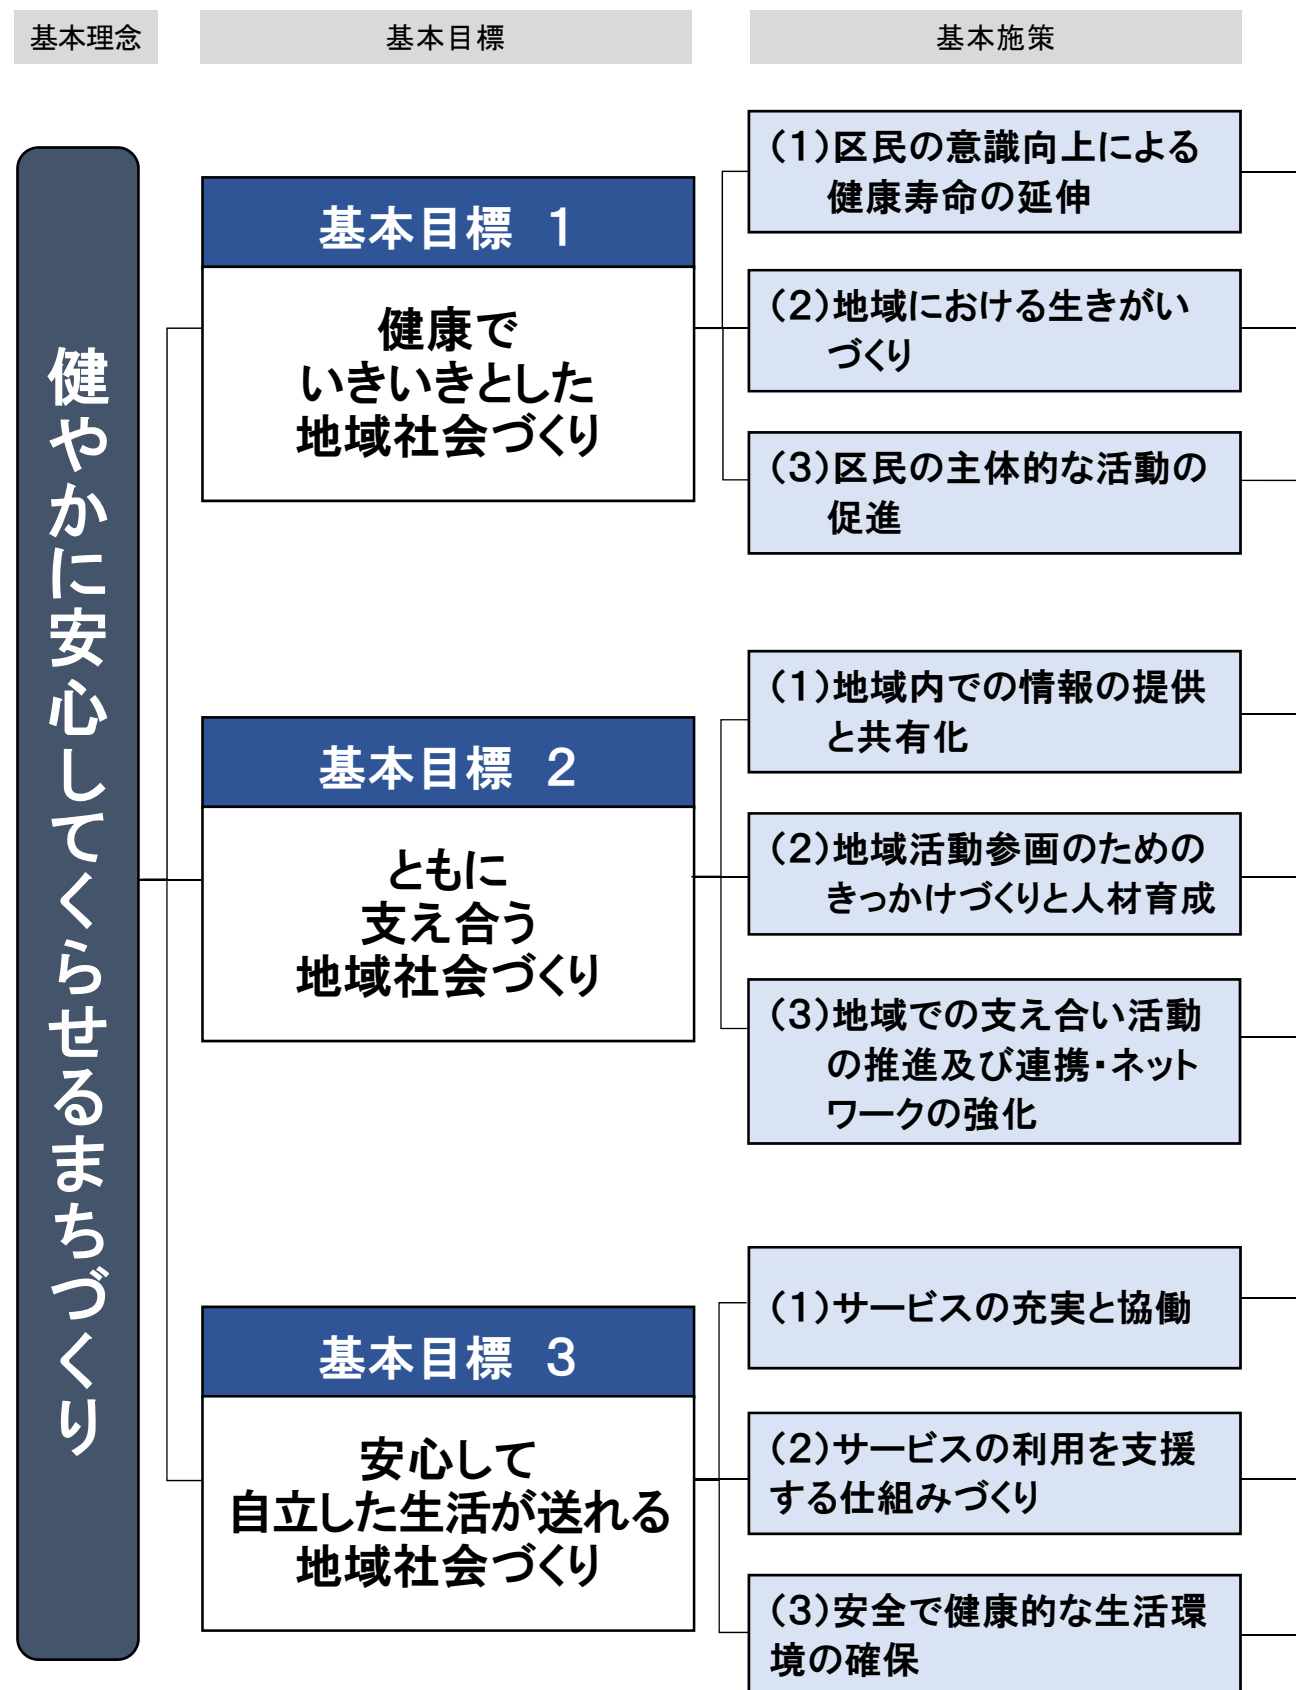 基本理念
基本目標
基本施策
健やかに安心してくらせるまちづくり
基本目標 1
健康で
いきいきとした
地域社会づくり
(1)区民の意識向上による
健康寿命の延伸
(2)地域における生きがい
づくり
(3)区民の主体的な活動の
促進
基本目標 2
ともに
支え合う
地域社会づくり
(1)地域内での情報の提供
と共有化
(2)地域活動参画のための
きっかけづくりと人材育成
(3)地域での支え合い活動
の推進及び連携・ネット
ワークの強化
基本目標 3
安心して
自立した生活が送れる
地域社会づくり
(1)サービスの充実と協働
(2)サービスの利用を支援
する仕組みづくり
(3)安全で健康的な生活環
境の確保